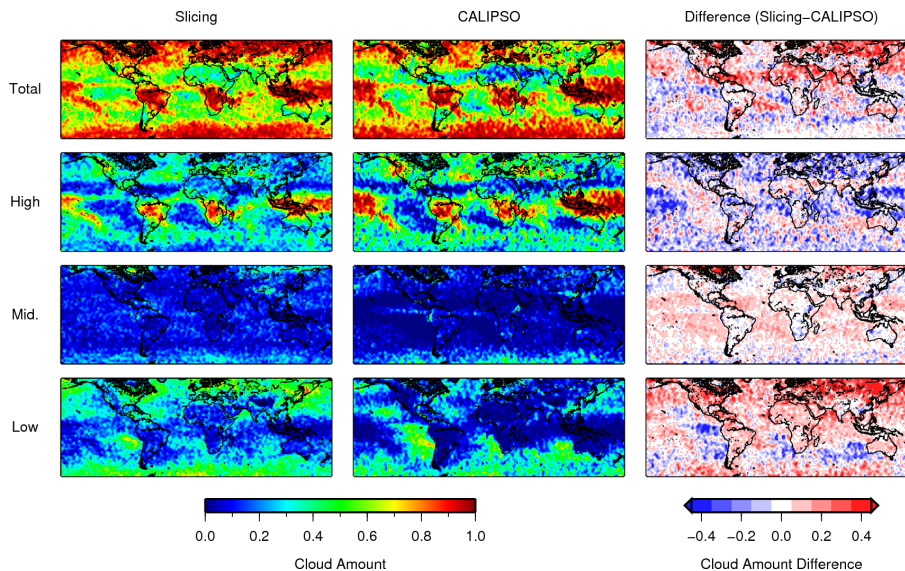 Slicing CALIPSO Difference (Slicing−CALIPSO)
Total
High
Mid.
Low
0.0 0.2 0.4 0.6 0.8 1.0 −0.4 −0.2 0.0 0.2 0.4
Cloud Amount Cloud Amount Difference